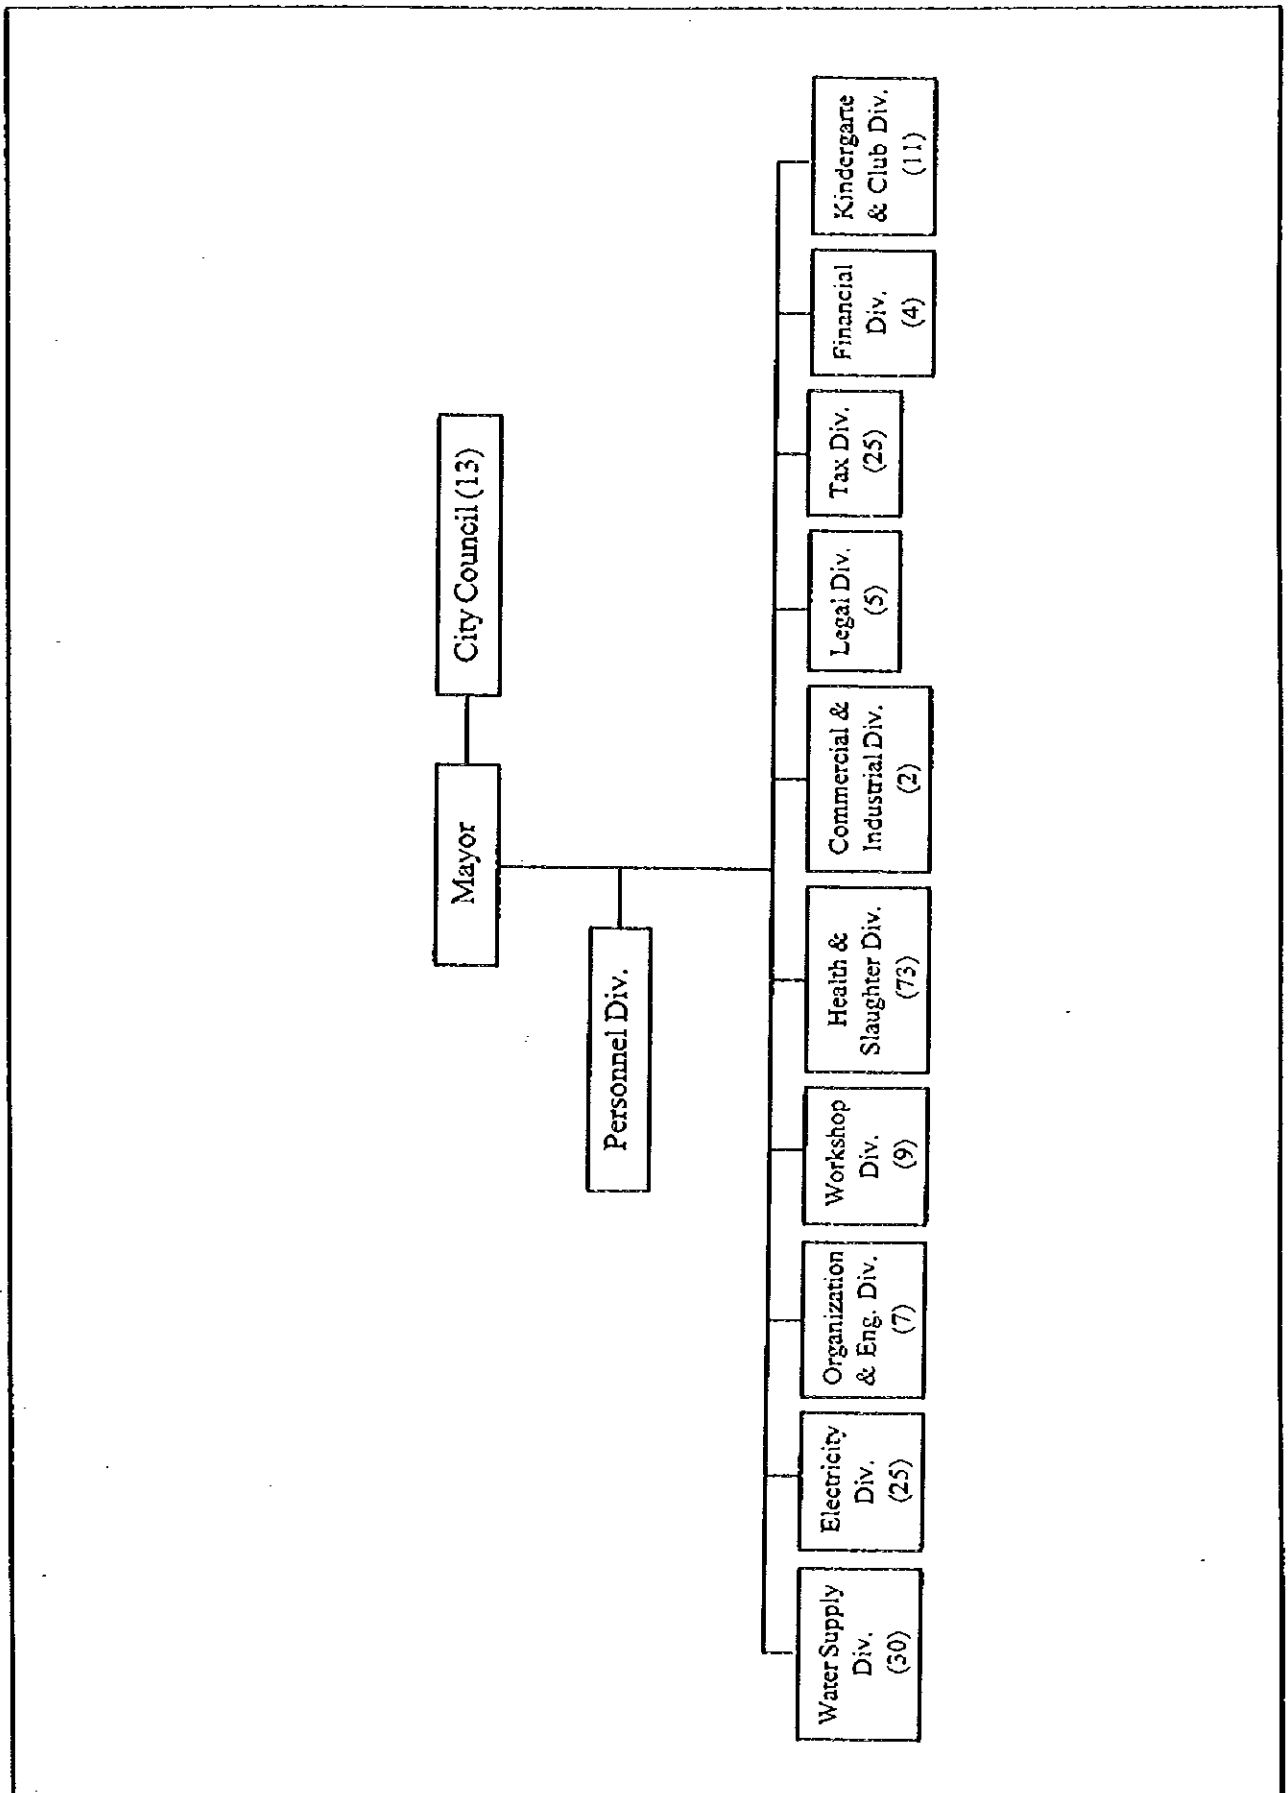 Mayor
City Council (13)
Personnel Div.
Water Supply
Div.
(30)
Electricity
Div.
(25)
Organization
& Eng. Div.
(7)
Workshop
Div.
(9)
Health &
Slaughter Div.
(73)
Commercial &
Industrial Div.
(2)
Legal Div.
(5)
Tax Div.
(25)
Financial
Div.
(4)
Kindergarte
& Club Div.
(11)